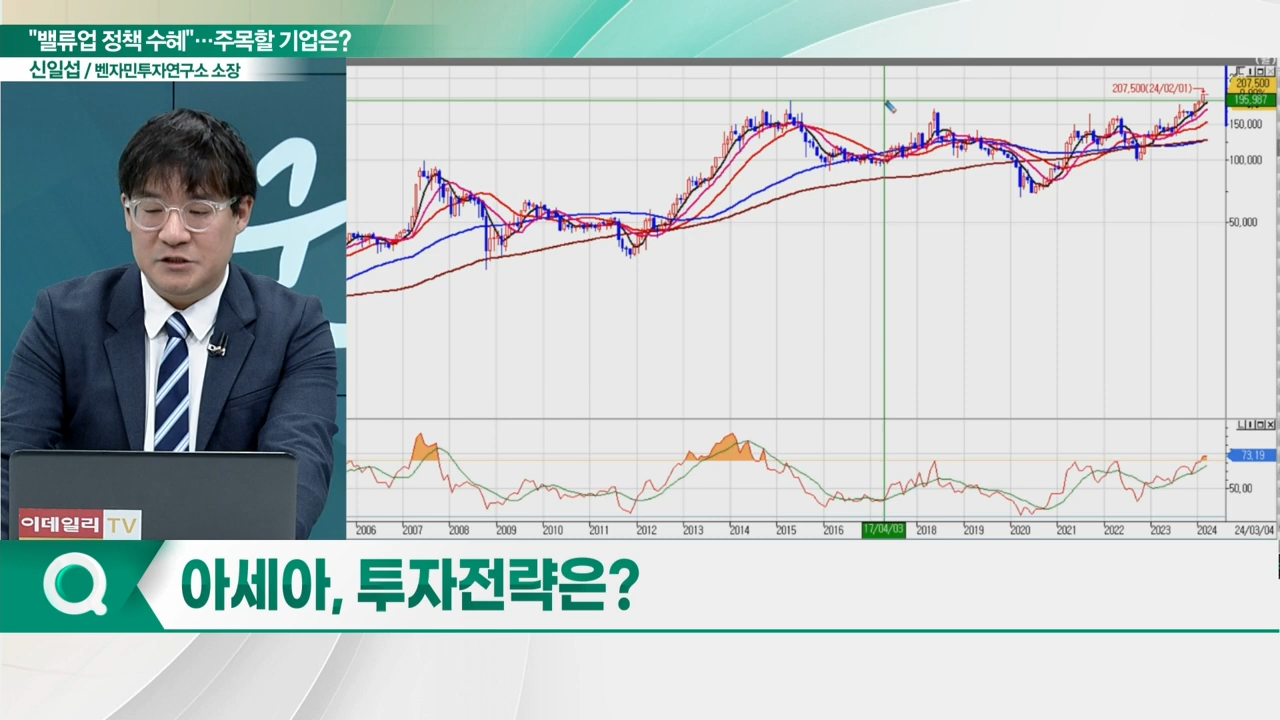 "밸류업 정책 수혜"…주목할 기업은?
신일섭 / 벤자민투자연구소 소장
207,500(24/02/01)
207,500
195,987
150,000
100,000
50,000
73,19
50,00
2006 2007 2008 2009 2010 2011 2012 2013 2014 2015 2016 17/04/03 2018 2019 2020 2021 2022 2023 2024 24/03/04
이데일리 TV
아세아, 투자전략은?